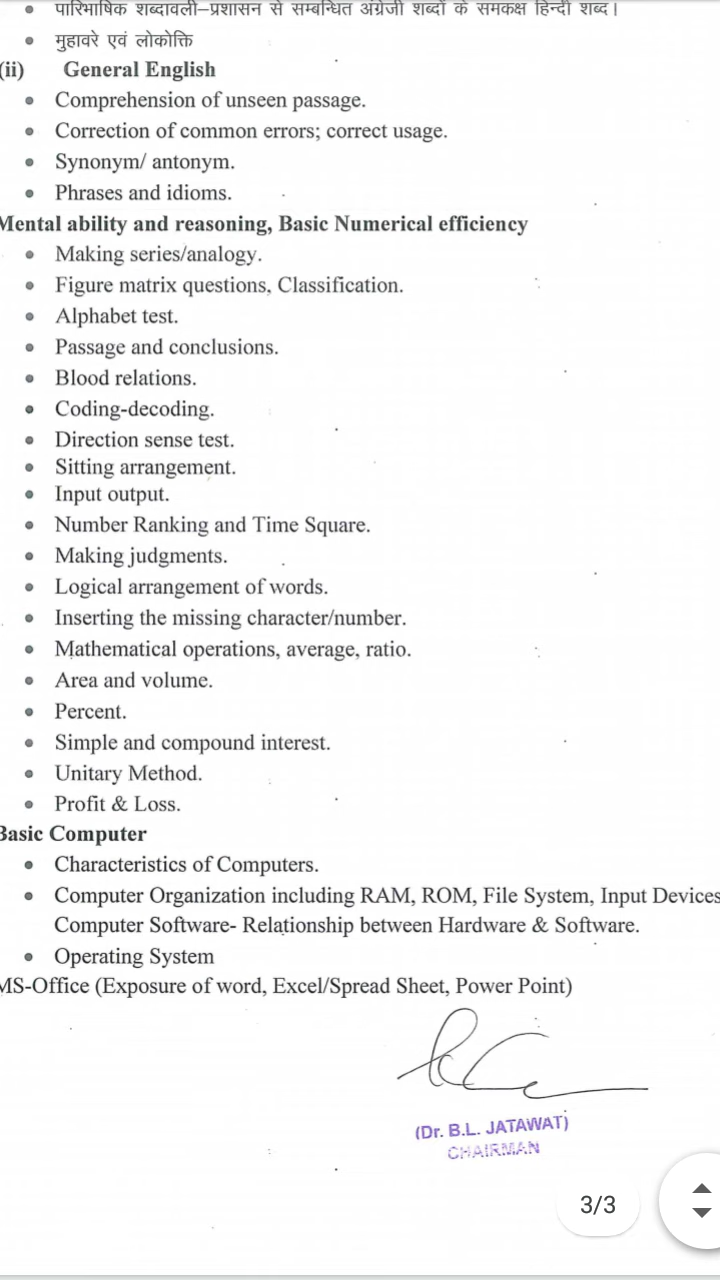 पारिभाषिक शब्दावली–प्रशासन से सम्बन्धित अंग्रेजी शब्दों के समकक्ष हिन्दी शब्द।
मुहावरे एवं लोकोक्ति
(ii) General English
Comprehension of unseen passage.
Correction of common errors; correct usage.
Synonym/ antonym.
Phrases and idioms.
Mental ability and reasoning, Basic Numerical efficiency
Making series/analogy.
Figure matrix questions, Classification.
Alphabet test.
Passage and conclusions.
Blood relations.
Coding-decoding.
Direction sense test.
Sitting arrangement.
Input output.
Number Ranking and Time Square.
Making judgments.
Logical arrangement of words.
Inserting the missing character/number.
Mathematical operations, average, ratio.
Area and volume.
Percent.
Simple and compound interest.
Unitary Method.
Profit & Loss.
Basic Computer
Characteristics of Computers.
Computer Organization including RAM, ROM, File System, Input Devices
Computer Software- Relationship between Hardware & Software.
Operating System
MS-Office (Exposure of word, Excel/Spread Sheet, Power Point)
(Dr. B.L. JATAWAT)
CHAIRMAN
3/3